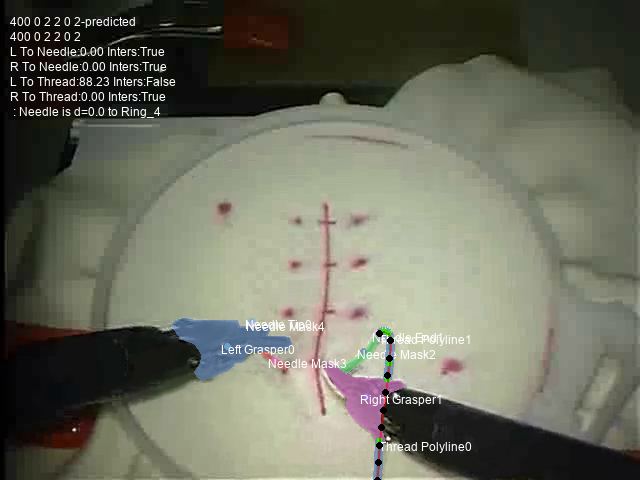 400 0 2 2 0 2-predicted
400 0 2 2 0 2
L To Needle:0.00 Inters:True
R To Needle:0.00 Inters:True
L To Thread:88.23 Inters:False
R To Thread:0.00 Inters:True
: Needle is d=0.0 to Ring_4
Needle Mask4
Thread Polyline1
Left Grasper0
Needle Mask2
Needle Mask3
Right Grasper1
Thread Polyline0